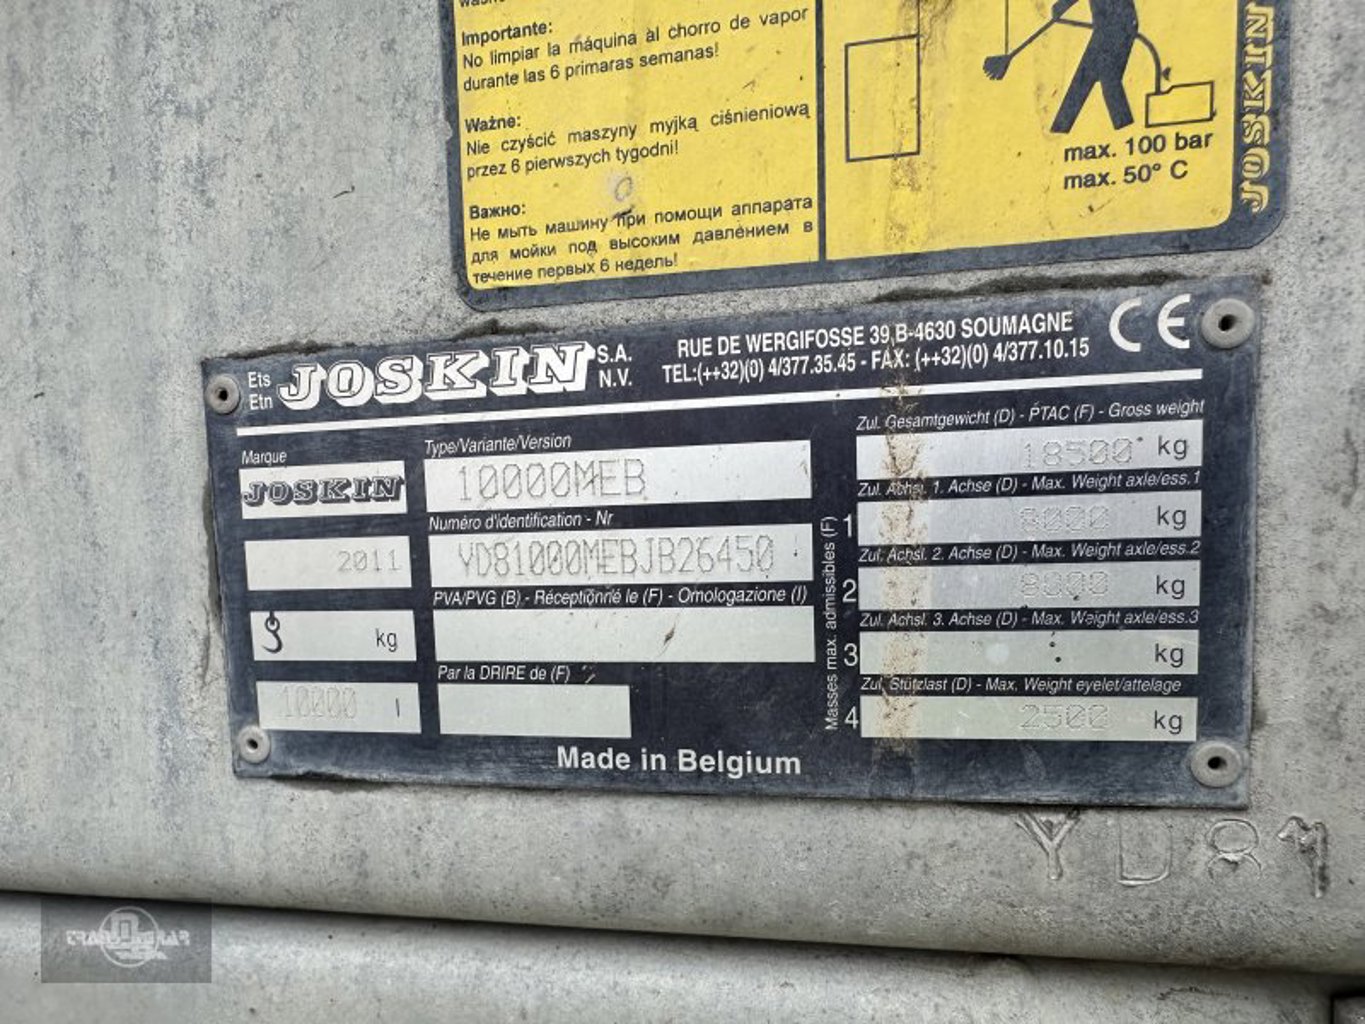 Importante:
No limpiar la máquina al chorro de vapor
durante las 6 primaras semanas!
Ważne:
Nie czyścić maszyny myjką ciśnieniową
przez 6 pierwszych tygodni!
Важно:
Не мыть машину при помощи аппарата
для мойки под высоким давлением в
течение первых 6 недель!
max. 100 bar
max. 50° C
JOSKIN
Ets
Etn
JOSKIN
S.A.
N.V.
RUE DE WERGIFOSSE 39,B-4630 SOUMAGNE
TEL:(++32)(0) 4/377.35.45 - FAX: (++32)(0) 4/377.10.15
CE
Marque
JOSKIN
2011
kg
10000 l
Type/Variante/Version
10000MEB
Numéro d'identification - Nr
YD81000MEBJB26450
PVA/PVG (B) - Réceptionné le (F) - Omologazione (I)
Par la DRIRE de (F)
Masses max. admissibles (F)
Zul. Gesamtgewicht (D) - PTAC (F) - Gross weight
18500 kg
Zul. Achsl. 1. Achse (D) - Max. Weight axle/ess.1
1 8000 kg
Zul. Achsl. 2. Achse (D) - Max. Weight axle/ess.2
2 8000 kg
Zul. Achsl. 3. Achse (D) - Max. Weight axle/ess.3
3 kg
Zul. Stützlast (D) - Max. Weight eyelet/attelage
4 2500 kg
Made in Belgium
YD81